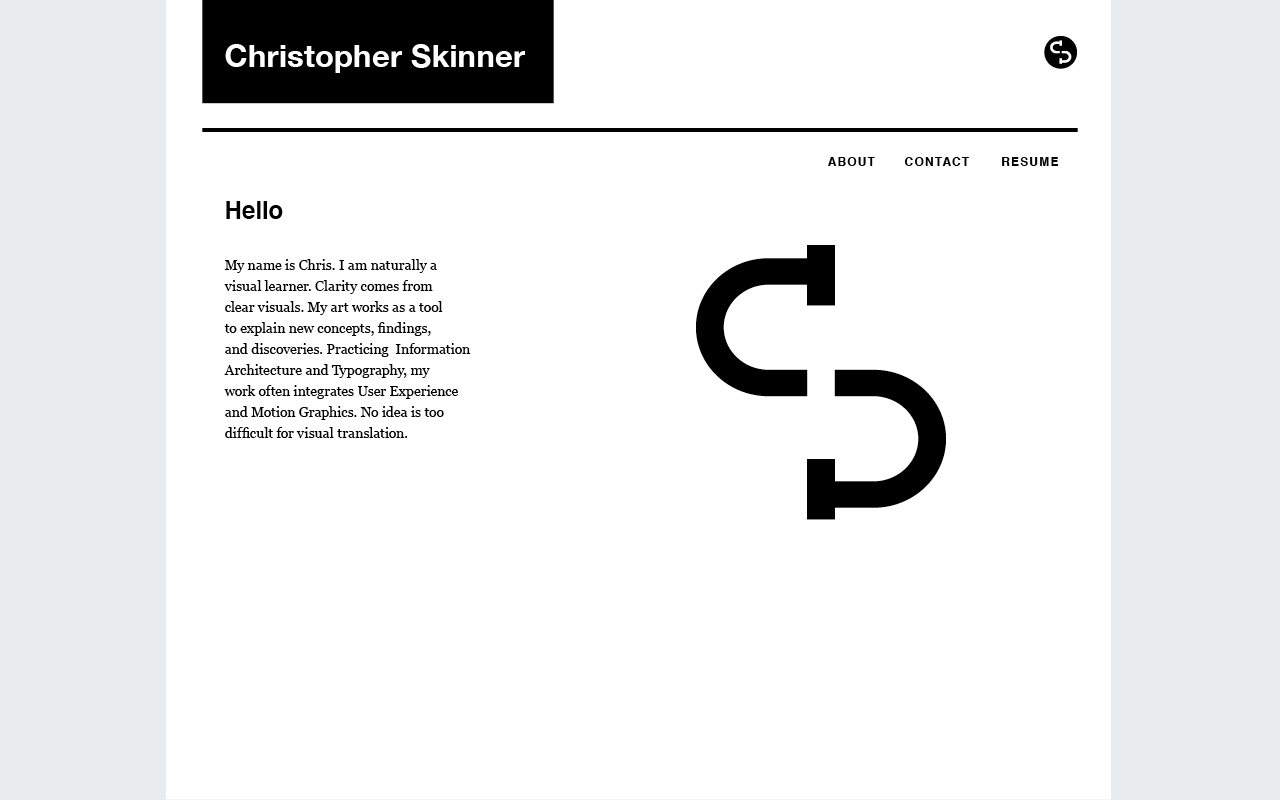 Christopher Skinner
ABOUT CONTACT RESUME
Hello
My name is Chris. I am naturally a
visual learner. Clarity comes from
clear visuals. My art works as a tool
to explain new concepts, findings,
and discoveries. Practicing  Information
Architecture and Typography, my
work often integrates User Experience
and Motion Graphics. No idea is too
difficult for visual translation.